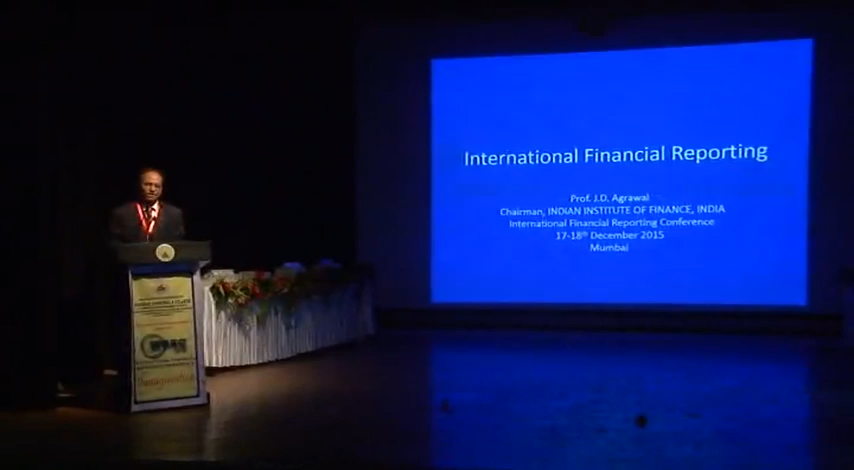 International Financial Reporting
Prof. J.D. Agrawal
Chairman, INDIAN INSTITUTE OF FINANCE, INDIA
International Financial Reporting Conference
17-18th December 2015
Mumbai